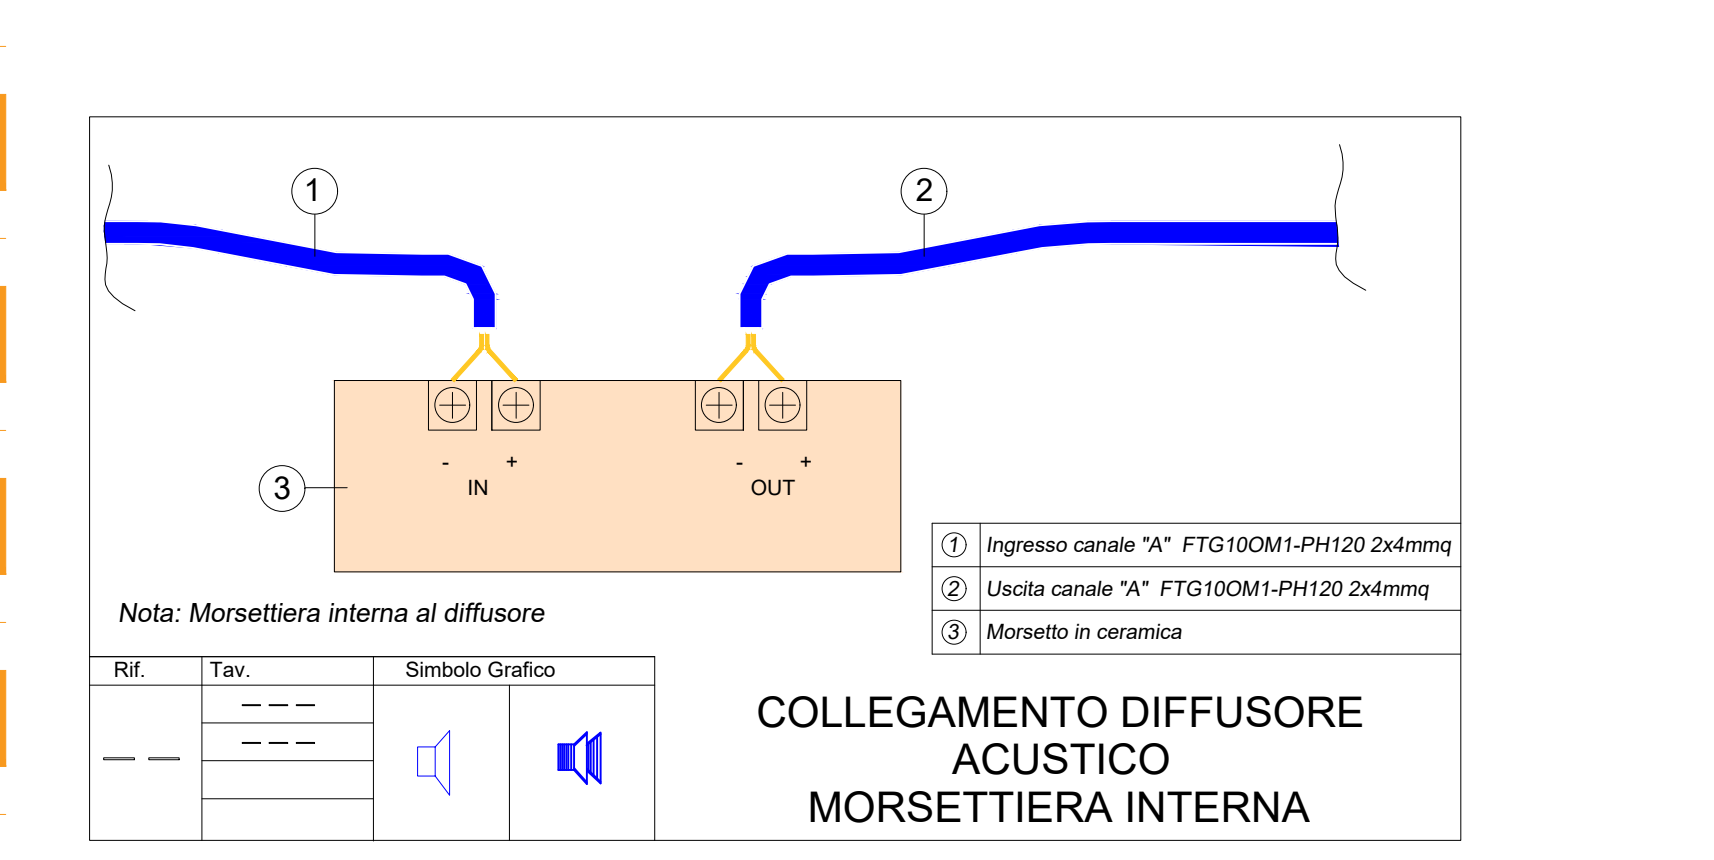 1
2
- + - +
IN OUT
3
1 Ingresso canale "A" FTG10OM1-PH120 2x4mmq
2 Uscita canale "A" FTG10OM1-PH120 2x4mmq
3 Morsetto in ceramica
Nota: Morsettiera interna al diffusore
Rif. Tav. Simbolo Grafico
COLLEGAMENTO DIFFUSORE
ACUSTICO
MORSETTIERA INTERNA